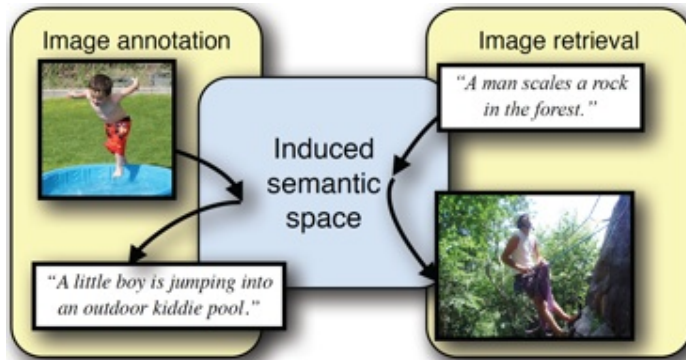 Image annotation
Image retrieval
“A man scales a rock
in the forest.”
Induced
semantic
space
“A little boy is jumping into
an outdoor kiddie pool.”